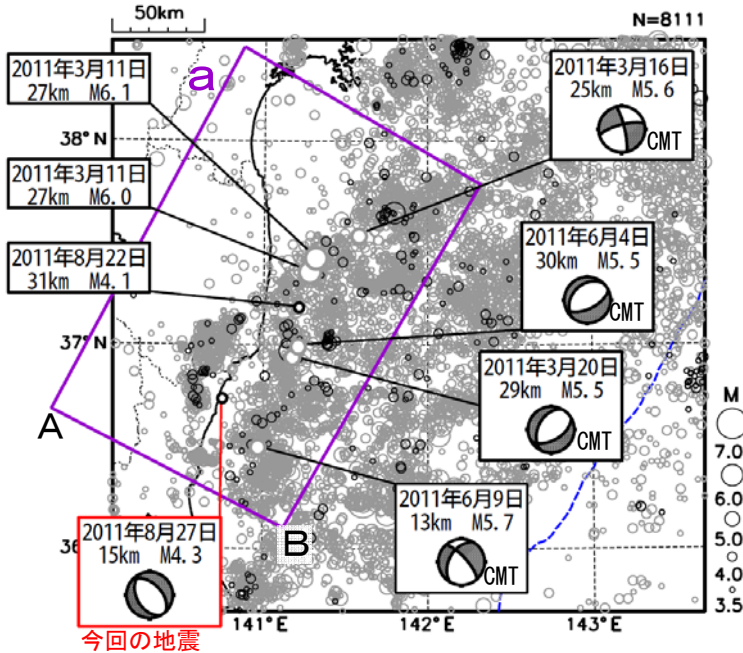 50km
N=8111
2011年3月11日
27km M6.1
a
2011年3月16日
25km M5.6
CMT
38°N
2011年3月11日
27km M6.0
2011年8月22日
31km M4.1
2011年6月4日
30km M5.5
CMT
37°N
2011年3月20日
29km M5.5
CMT
A
M
7.0
6.0
5.0
4.0
3.5
2011年6月9日
13km M5.7
CMT
B
36
2011年8月27日
15km M4.3
今回の地震
141°E
142°E
143°E